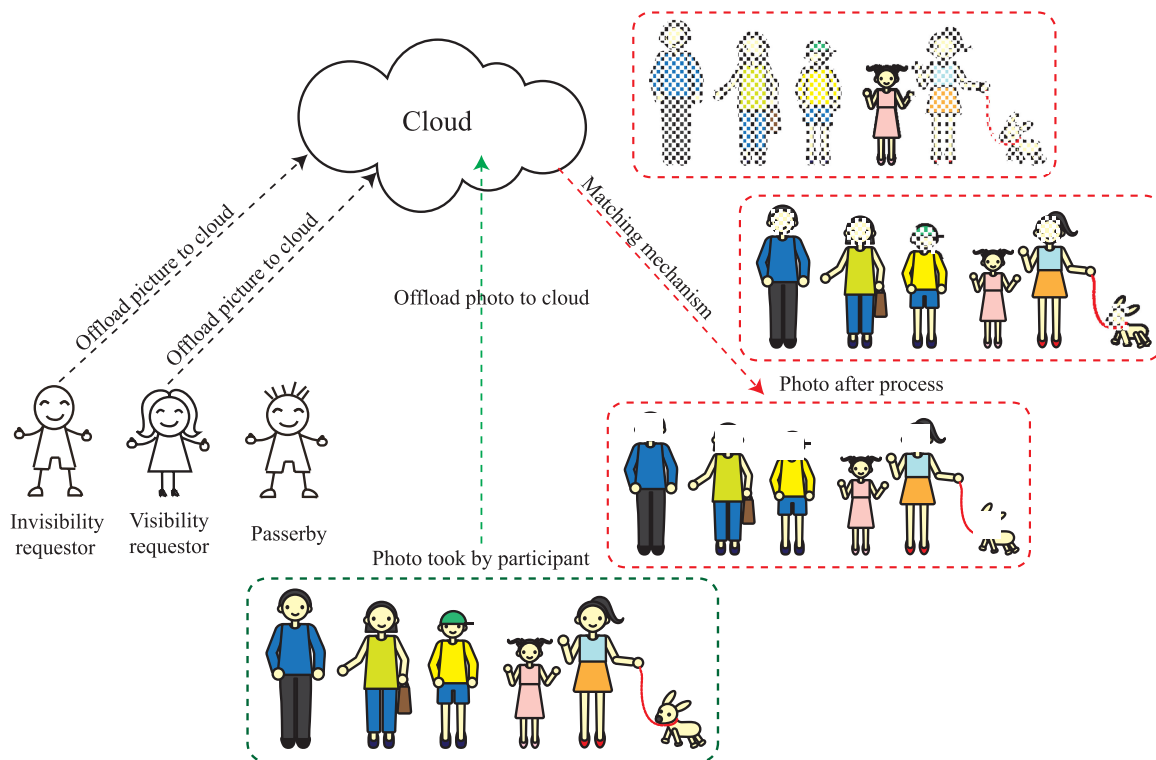 Cloud
Offload picture to cloud
Offload picture to cloud
Offload photo to cloud
Matching mechanism
Photo after process
Invisibility
requestor
Visibility
requestor
Passerby
Photo took by participant